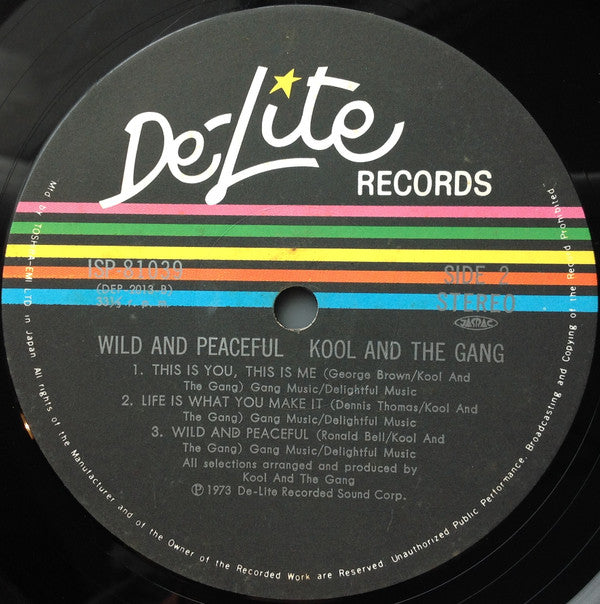 De-Lite
RECORDS
ISP-81039
(DEP 2013 B)
33⅓ r.p.m.
SIDE 2
STEREO
JASRAC
WILD AND PEACEFUL KOOL AND THE GANG
1. THIS IS YOU, THIS IS ME (George Brown/Kool And
The Gang) Gang Music/Delightful Music
2. LIFE IS WHAT YOU MAKE IT (Dennis Thomas/Kool And
The Gang) Gang Music/Delightful Music
3. WILD AND PEACEFUL (Ronald Bell/Kool And
The Gang) Gang Music/Delightful Music
All selections arranged and produced by
Kool And The Gang
Ⓟ 1973 De-Lite Recorded Sound Corp.
Mfd by TOSHIBA EMI LTD in Japan. All rights of the Manufacturer and of the Owner of the Recorded Work are Reserved. Unauthorized Public Performance, Broadcasting and Copying of the Record Prohibited